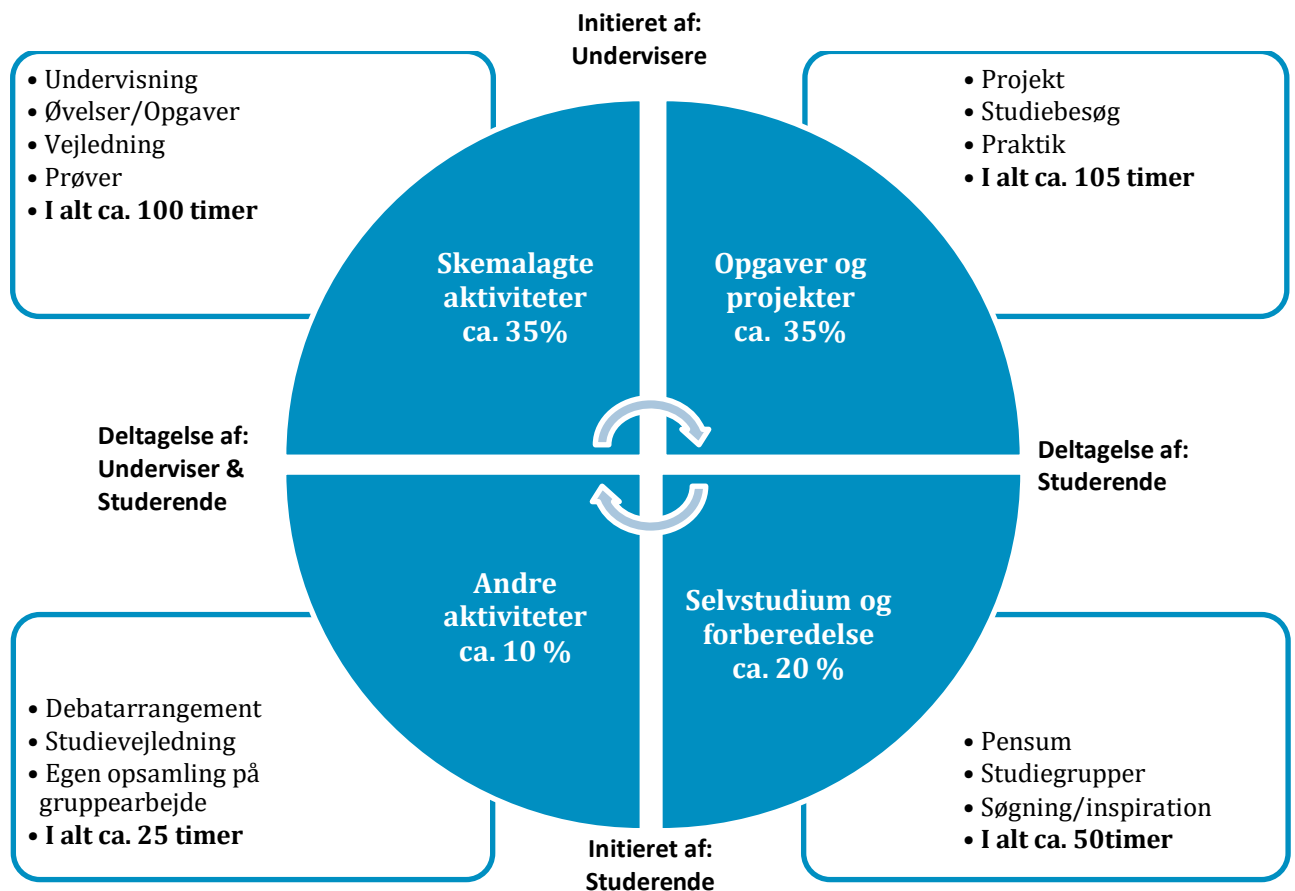 Initieret af:
Undervisere
• Undervisning
• Øvelser/Opgaver
• Vejledning
• Prøver
• I alt ca. 100 timer
• Projekt
• Studiebesøg
• Praktik
• I alt ca. 105 timer
Skemalagte
aktiviteter
ca. 35%
Opgaver og
projekter
ca. 35%
Deltagelse af:
Underviser &
Studerende
Deltagelse af:
Studerende
Andre
aktiviteter
ca. 10 %
Selvstudium og
forberedelse
ca. 20 %
• Debatarrangement
• Studievejledning
• Egen opsamling på
gruppearbejde
• I alt ca. 25 timer
• Pensum
• Studiegrupper
• Søgning/inspiration
• I alt ca. 50timer
Initieret af:
Studerende